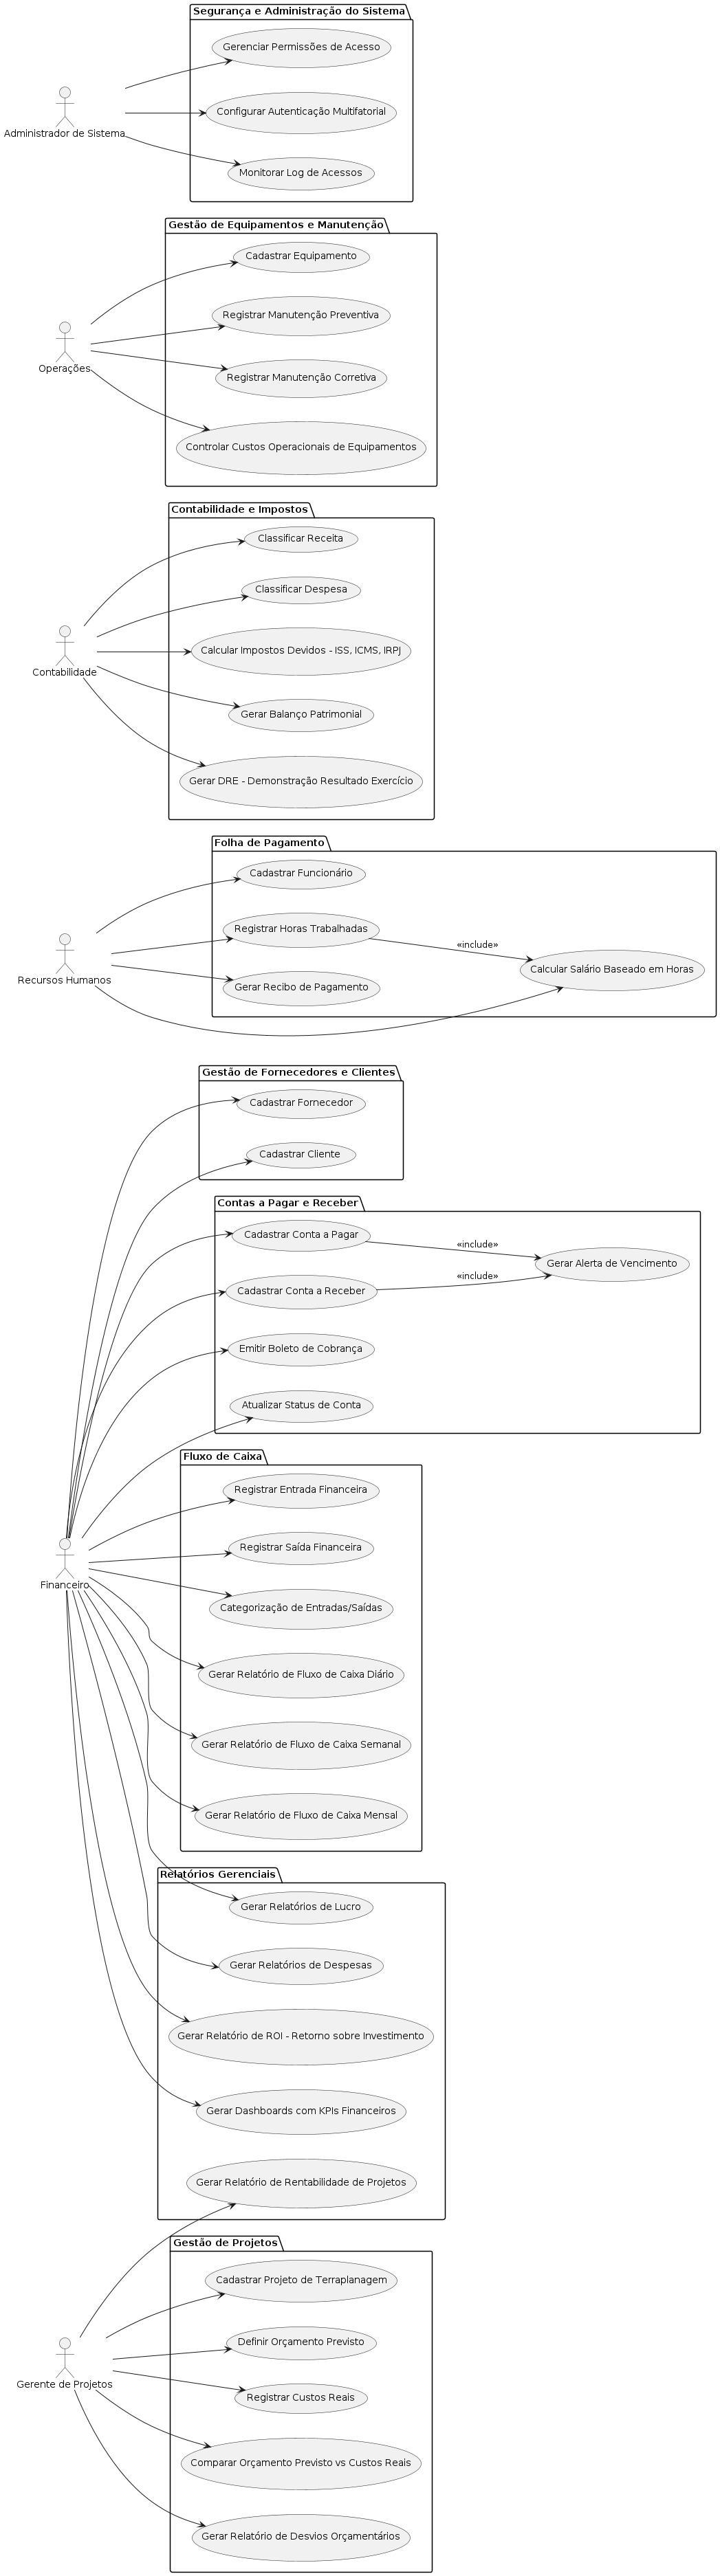 Segurança e Administração do Sistema
Gerenciar Permissões de Acesso
Configurar Autenticação Multifatorial
Administrador de Sistema
Monitorar Log de Acessos
Gestão de Equipamentos e Manutenção
Cadastrar Equipamento
Registrar Manutenção Preventiva
Operações
Registrar Manutenção Corretiva
Controlar Custos Operacionais de Equipamentos
Contabilidade e Impostos
Classificar Receita
Classificar Despesa
Calcular Impostos Devidos - ISS, ICMS, IRPJ
Contabilidade
Gerar Balanço Patrimonial
Gerar DRE - Demonstração Resultado Exercício
Folha de Pagamento
Cadastrar Funcionário
Registrar Horas Trabalhadas
«include»
Calcular Salário Baseado em Horas
Recursos Humanos
Gerar Recibo de Pagamento
Gestão de Fornecedores e Clientes
Cadastrar Fornecedor
Cadastrar Cliente
Contas a Pagar e Receber
Cadastrar Conta a Pagar
«include»
Gerar Alerta de Vencimento
«include»
Cadastrar Conta a Receber
Emitir Boleto de Cobrança
Atualizar Status de Conta
Fluxo de Caixa
Registrar Entrada Financeira
Registrar Saída Financeira
Financeiro
Categorização de Entradas/Saídas
Gerar Relatório de Fluxo de Caixa Diário
Gerar Relatório de Fluxo de Caixa Semanal
Gerar Relatório de Fluxo de Caixa Mensal
Relatórios Gerenciais
Gerar Relatórios de Lucro
Gerar Relatórios de Despesas
Gerar Relatório de ROI - Retorno sobre Investimento
Gerar Dashboards com KPIs Financeiros
Gerar Relatório de Rentabilidade de Projetos
Gestão de Projetos
Cadastrar Projeto de Terraplanagem
Definir Orçamento Previsto
Gerente de Projetos
Registrar Custos Reais
Comparar Orçamento Previsto vs Custos Reais
Gerar Relatório de Desvios Orçamentários